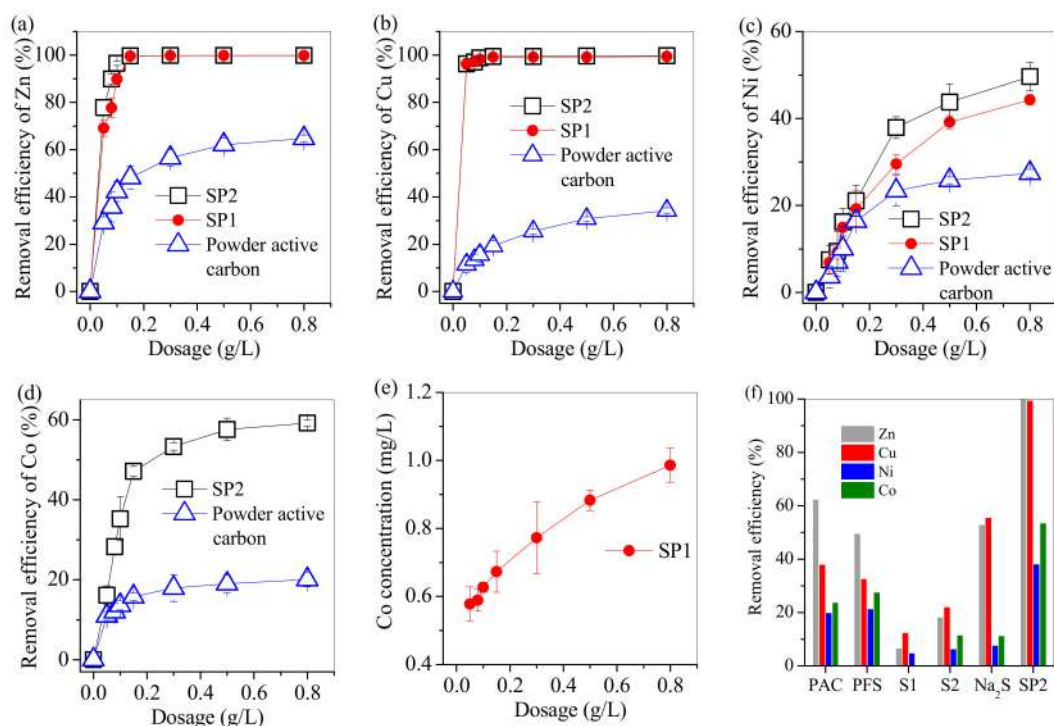 (a)
Removal efficiency of Zn (%)
100
80
60
40
20
0
SP2
SP1
Powder active
carbon
0.0 0.2 0.4 0.6 0.8
Dosage (g/L)
(b)
Removal efficiency of Cu (%)
100
80
60
40
20
0
SP2
SP1
Powder active
carbon
0.0 0.2 0.4 0.6 0.8
Dosage (g/L)
(c)
Removal efficiency of Ni (%)
60
40
20
0
SP2
SP1
Powder active
carbon
0.0 0.2 0.4 0.6 0.8
Dosage (g/L)
(d)
Removal efficiency of Co (%)
60
40
20
0
SP2
Powder active
carbon
0.0 0.2 0.4 0.6 0.8
Dosage (g/L)
(e)
Co concentration (mg/L)
1.2
1.0
0.8
0.6
0.4
SP1
0.0 0.2 0.4 0.6 0.8
Dosage (g/L)
(f)
Removal efficiency (%)
100
80
60
40
20
0
Zn
Cu
Ni
Co
PAC PFS S1 S2 Na₂S SP2